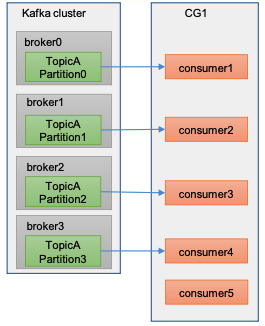 Kafka cluster
broker0
TopicA
Partition0
broker1
TopicA
Partition1
broker2
TopicA
Partition2
broker3
TopicA
Partition3
CG1
consumer1
consumer2
consumer3
consumer4
consumer5